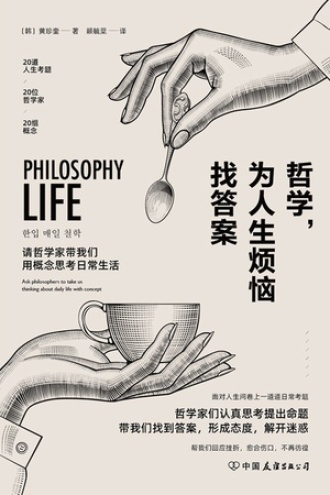 [韩] 黄珍奎 — 著 顾毓菜 — 译
20道
人生考题
20位
哲学家
20组
概念
PHILOSOPHY
LIFE
한입 매일 철학
请哲学家带我们
用概念思考日常生活
Ask philosophers to take us
thinking about daily life with concept
哲学，
为人生烦恼
找答案
面对人生问卷上一道道日常考题
哲学家们认真思考提出命题
带我们找到答案，形成态度，解开迷惑
帮我们回应挫折，愈合伤口，不再彷徨
中国友谊出版公司